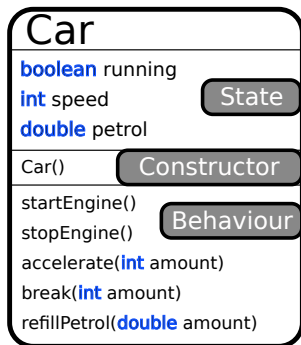 Car
boolean running
int speed
State
double petrol
Car()
Constructor
startEngine()
Behaviour
stopEngine()
accelerate(int amount)
break(int amount)
refillPetrol(double amount)